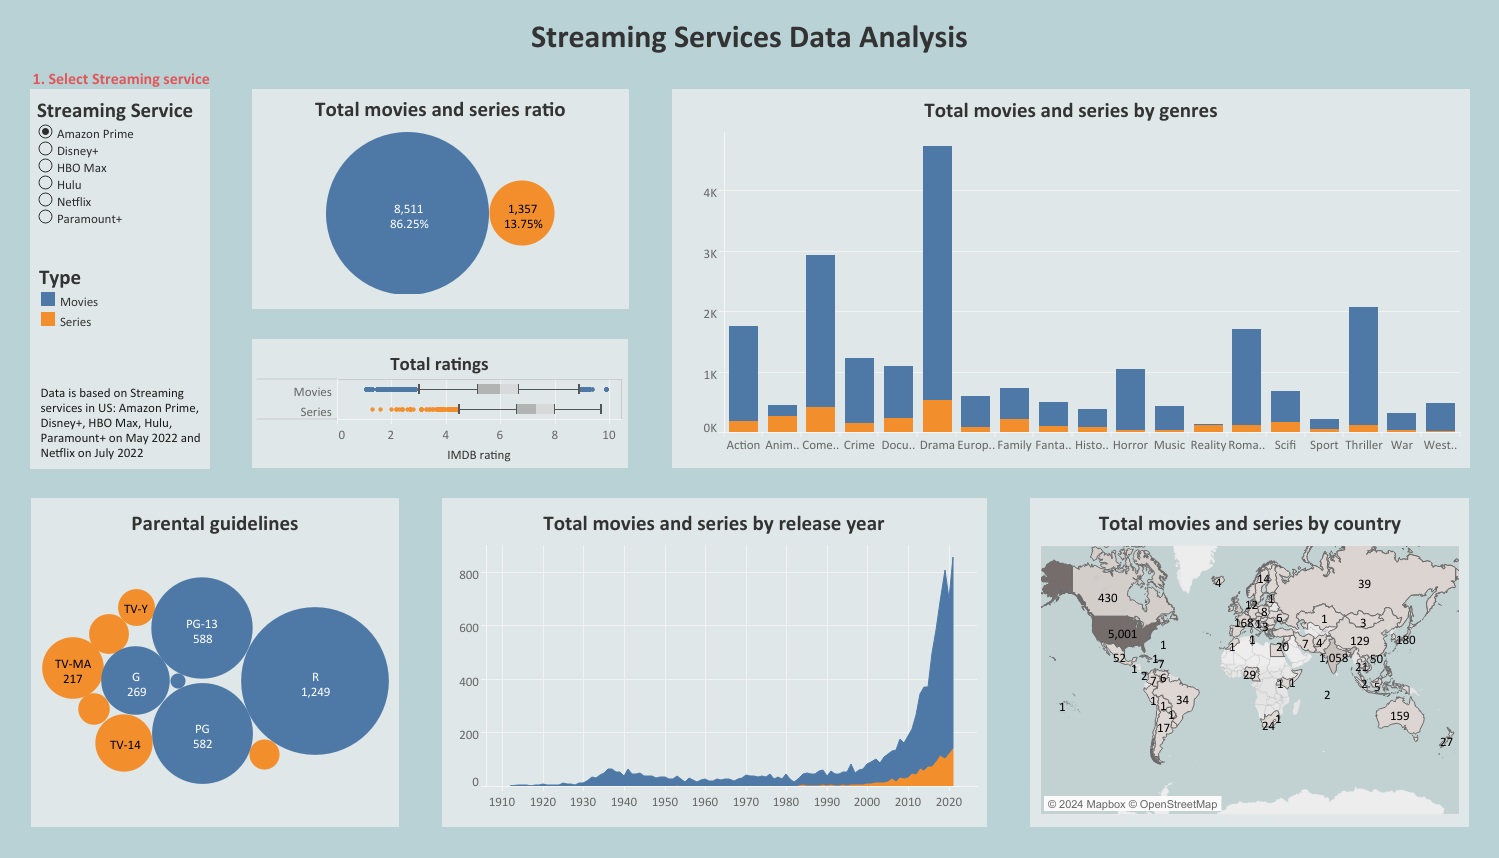 Streaming Services Data Analysis
1. Select Streaming service
Streaming Service
Amazon Prime
Disney+
HBO Max
Hulu
Netflix
Paramount+
Type
Movies
Series
Data is based on Streaming
services in US: Amazon Prime,
Disney+, HBO Max, Hulu,
Paramount+ on May 2022 and
Netflix on July 2022
Total movies and series ratio
8,511
86.25%
1,357
13.75%
Total ratings
Movies
Series
0 2 4 6 8 10
IMDB rating
Total movies and series by genres
4K
3K
2K
1K
0K
Action Anim.. Come.. Crime Docu.. Drama Europ.. Family Fanta.. Histo.. Horror Music Reality Roma.. Scifi Sport Thriller War West..
Parental guidelines
TV-Y
PG-13
588
TV-MA
217
G
269
R
1,249
PG
582
TV-14
Total movies and series by release year
800
600
400
200
0
1910 1920 1930 1940 1950 1960 1970 1980 1990 2000 2010 2020
Total movies and series by country
4 14 39
430
12 1
8
168 13 6 1 3
5,001
1 1 20 7 4 129 180
52 1 1,058 50
1 7 21
2 7 6 29 1 1 2 5
1 1 34 2
1 1
17 24 1 159
27
© 2024 Mapbox © OpenStreetMap